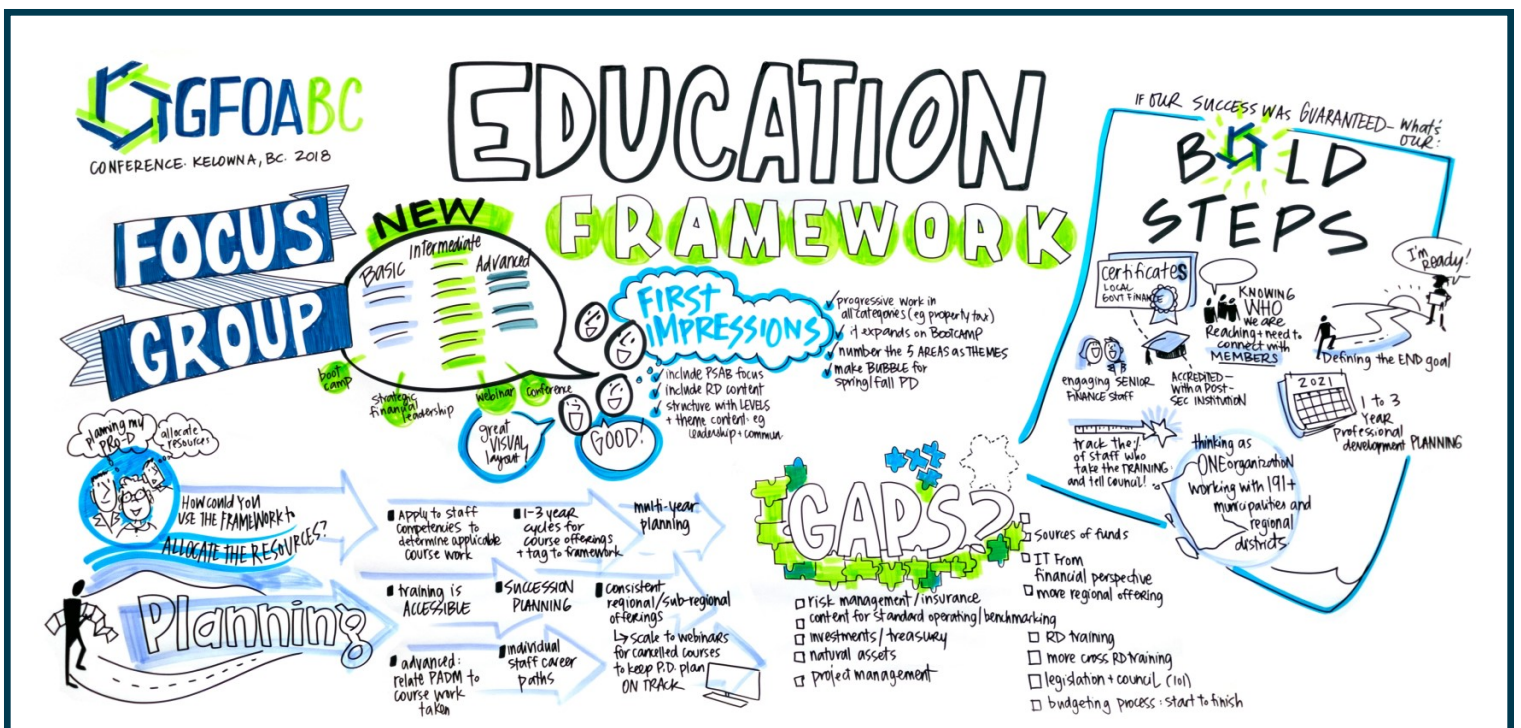 GFOABC
CONFERENCE. KELOWNA, BC. 2018
EDUCATION
FRAMEWORK
FOCUS
GROUP
NEW
Basic
Intermediate
Advanced
boot
camp
strategic
financial
leadership
webinar
conference
great
VISUAL
layout!
GOOD!
FIRST
IMPRESSIONS
✓ include PSAB focus
✓ include RD content
✓ structure with LEVELS
+ theme content: eg
leadership + commun.
✓ progressive work in
all categories (eg property tax)
✓ it expands on BOOTCAMP
✓ number the 5 AREAS as THEMES
✓ make BUBBLE for
spring/fall PD
IF OUR SUCCESS WAS GUARANTEED - What's
our:
BOLD
STEPS
Certificates
LOCAL
GOVT FINANCE
KNOWING
WHO
we are
Reaching + need to
connect with
MEMBERS
I'm
Ready!
Defining the END goal
engaging SENIOR
FINANCE Staff
ACCREDITED -
with a POST-
SEC INSTITUTION
2021
1 to 3
Year
professional
development PLANNING
track the %
of staff who
take the TRAINING
and tell Council!
thinking as
ONE organization
working with 191+
municipalities and
regional
districts
planning my
PRO-D
allocate
resources
HOW COULD YOU
USE THE FRAMEWORK to
ALLOCATE THE RESOURCES?
Apply to staff
competencies to
determine applicable
course work
1-3 year
cycles for
course offerings
+ tag to framework
multi-year
planning
Planning
training is
ACCESSIBLE
SUCCESSION
PLANNING
consistent
regional/sub-regional
offerings
↳ scale to webinars
for cancelled courses
to keep P.D. plan
ON TRACK
advanced:
relate PADM to
course work
taken
individual
staff career
paths
GAPS?
risk management / insurance
content for standard operating/benchmarking
investments / treasury
natural assets
project management
Sources of funds
IT From
financial perspective
more regional offering
RD training
more cross RD training
legislation + council (101)
budgeting process: start to finish